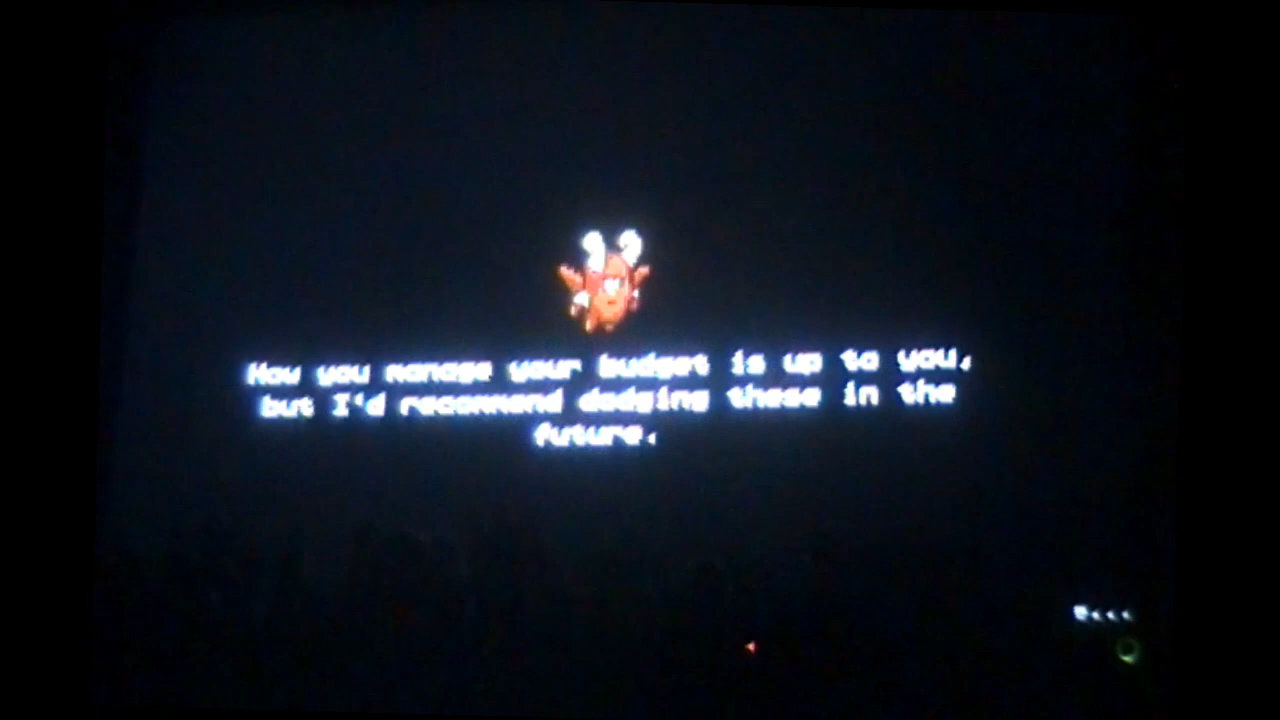 How you manage your budget is up to you,
but I'd recommend dodging these in the
future.